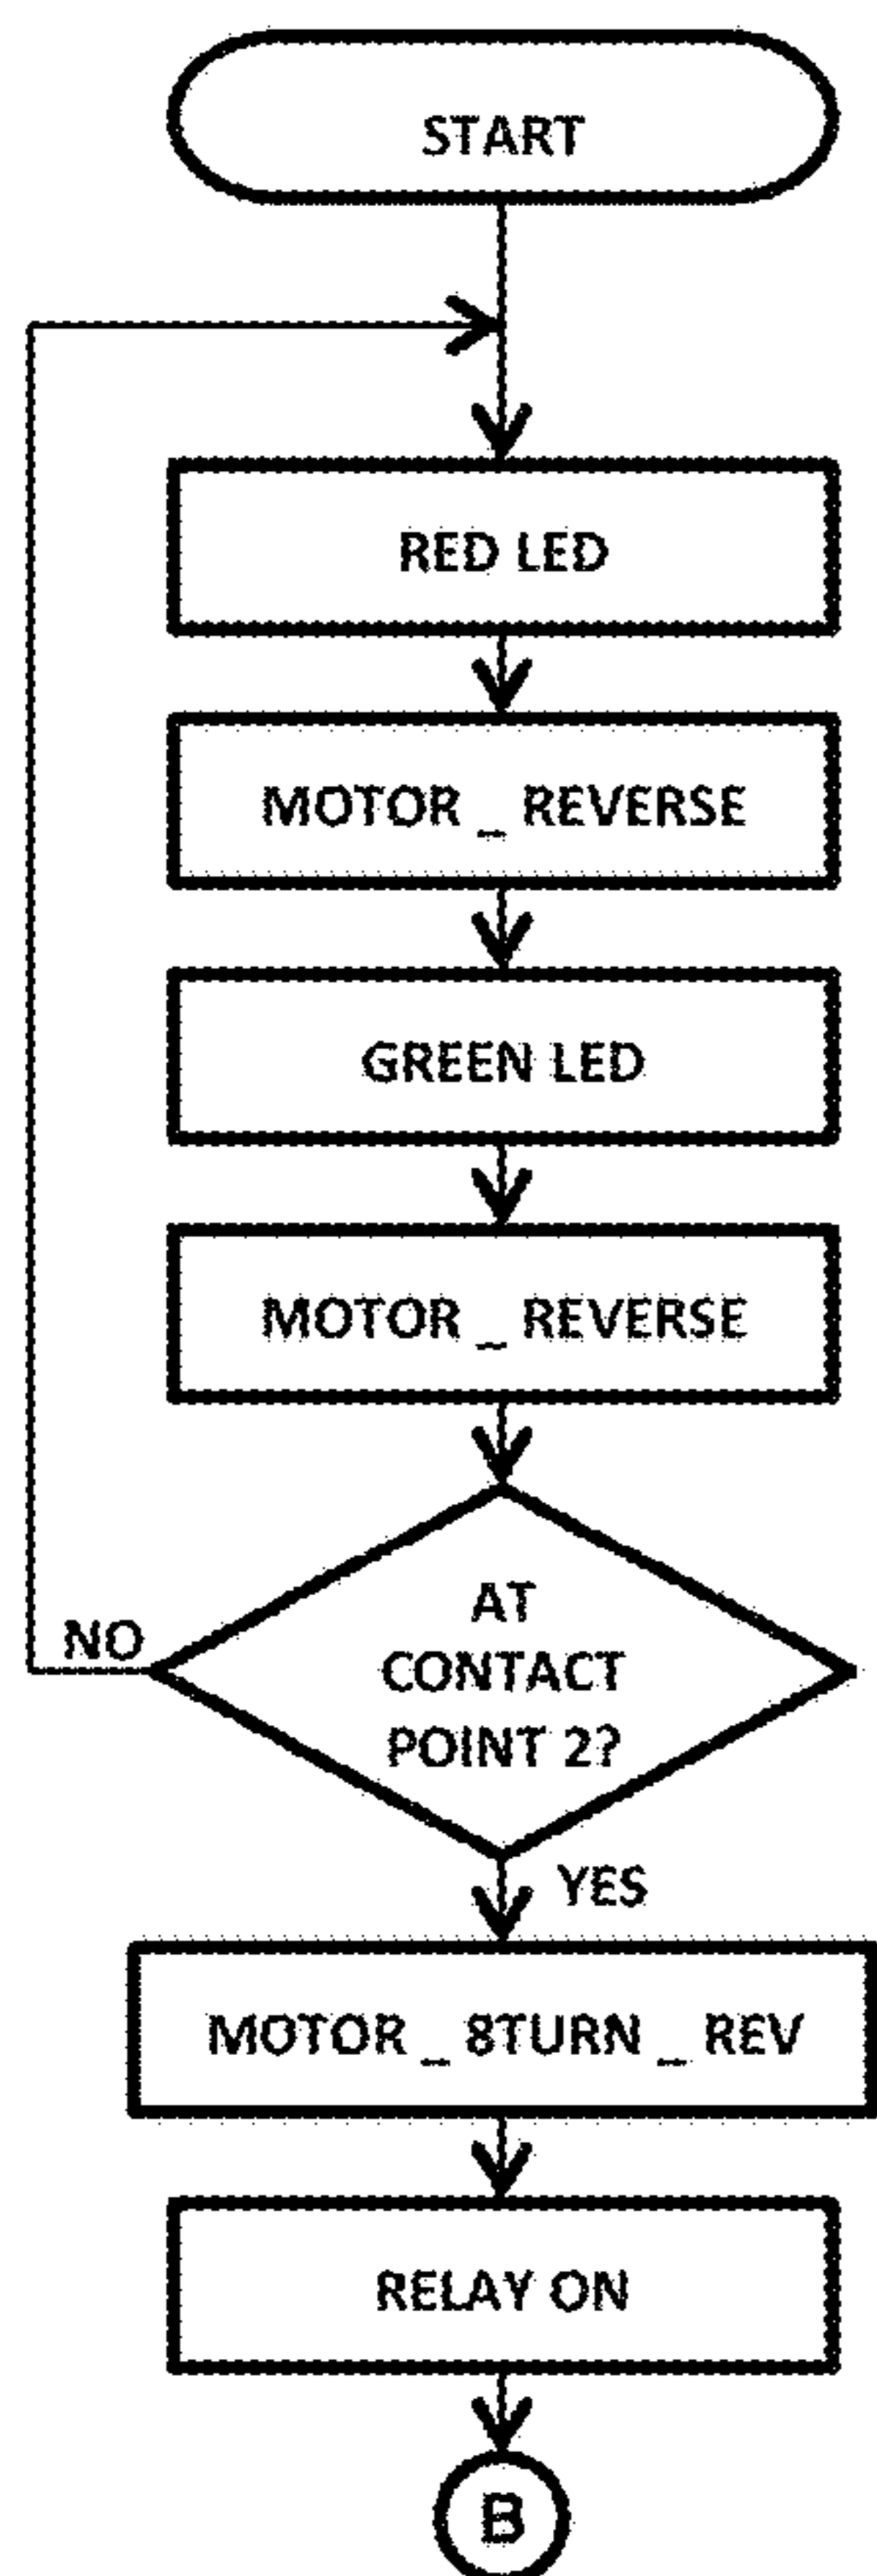 START
RED LED
MOTOR _ REVERSE
GREEN LED
MOTOR _ REVERSE
AT
CONTACT
POINT 2?
NO
YES
MOTOR _ 8TURN _ REV
RELAY ON
B